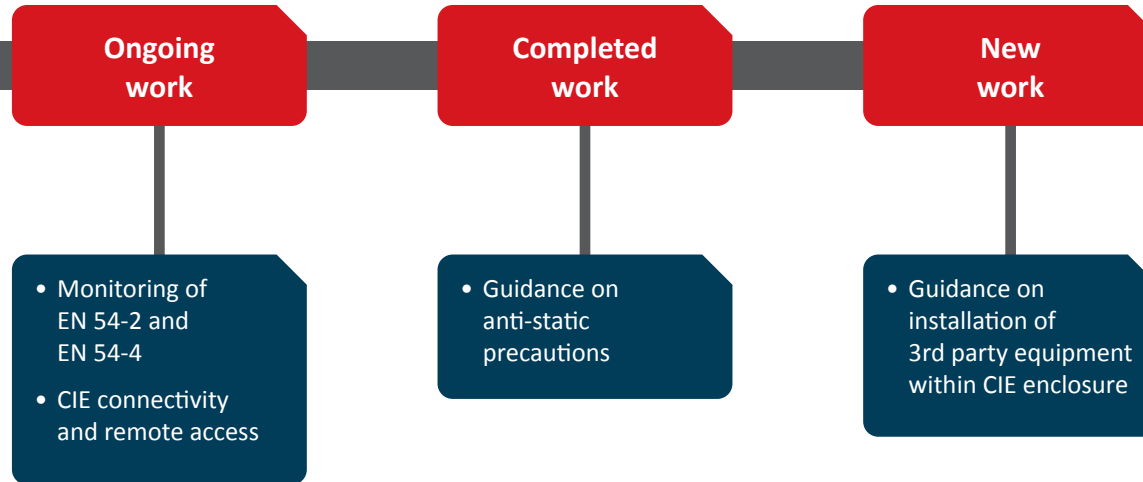 Ongoing
work
• Monitoring of
EN 54-2 and
EN 54-4
• CIE connectivity
and remote access
Completed
work
• Guidance on
anti-static
precautions
New
work
• Guidance on
installation of
3rd party equipment
within CIE enclosure